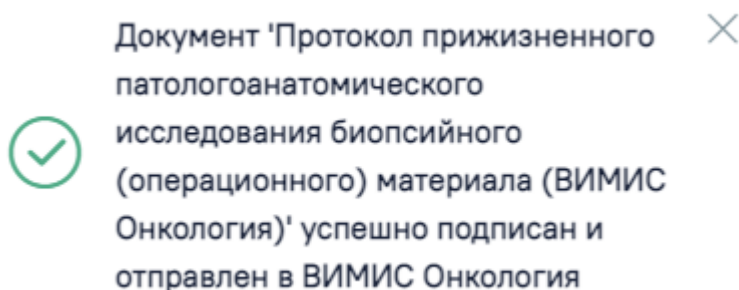 Документ 'Протокол прижизненного
патологоанатомического
исследования биопсийного
(операционного) материала (ВИМИС
Онкология)' успешно подписан и
отправлен в ВИМИС Онкология